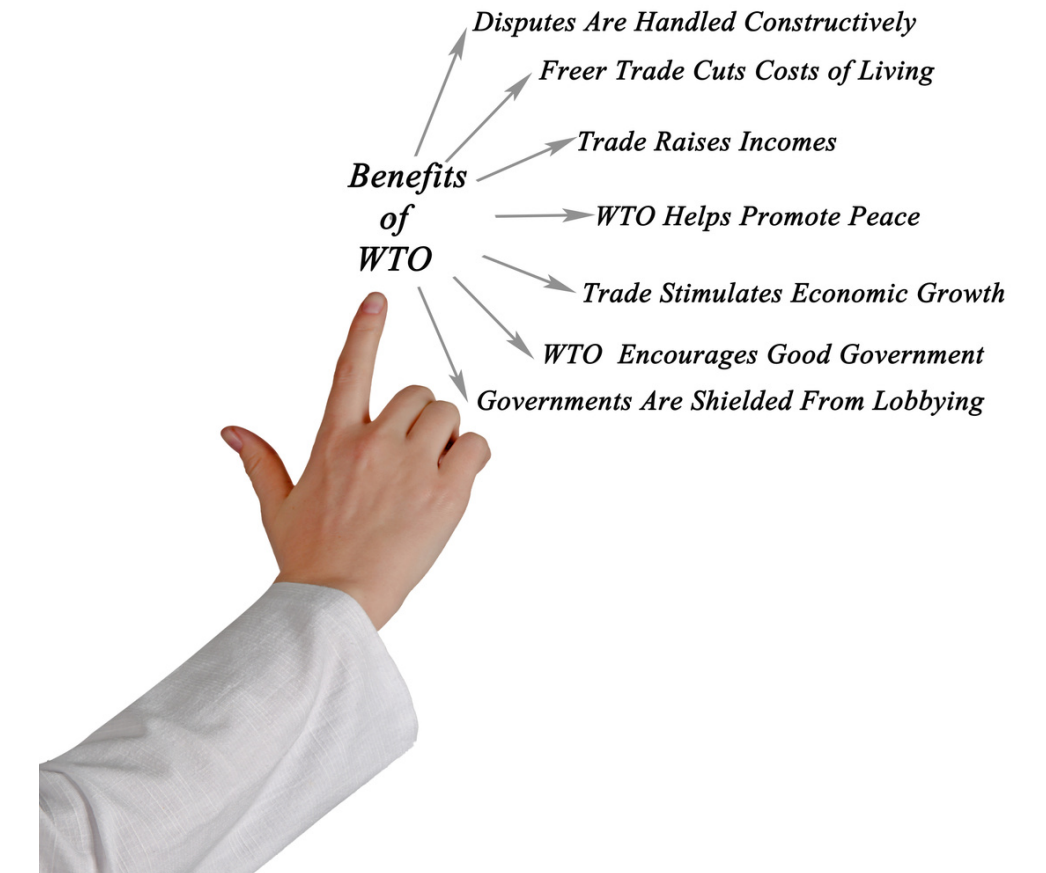 Disputes Are Handled Constructively
Freer Trade Cuts Costs of Living
Trade Raises Incomes
Benefits
of
WTO
WTO Helps Promote Peace
Trade Stimulates Economic Growth
WTO Encourages Good Government
Governments Are Shielded From Lobbying